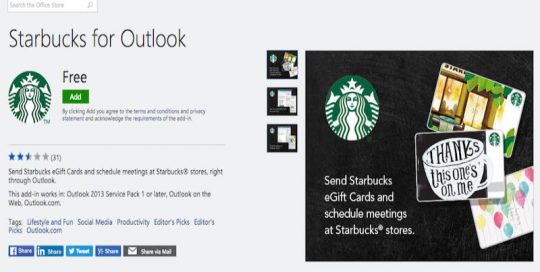 Search the Office Store
Starbucks for Outlook
Free
Add
By clicking Add you agree to the terms and conditions and privacy
statement and acknowledge the requirements of the add-in.
TM
(31)
Send Starbucks eGift Cards and schedule meetings at Starbucks® stores, right
through Outlook.
This add-in works in: Outlook 2013 Service Pack 1 or later, Outlook on the
Web, Outlook.com.
Tags: Lifestyle and Fun Social Media Productivity Editor's Picks Editor's
Picks Outlook.com
Share Share Tweet Share Share via Mail
Send Starbucks
eGift Cards and
schedule meetings
at Starbucks® stores.
THANKS
this one's
on me